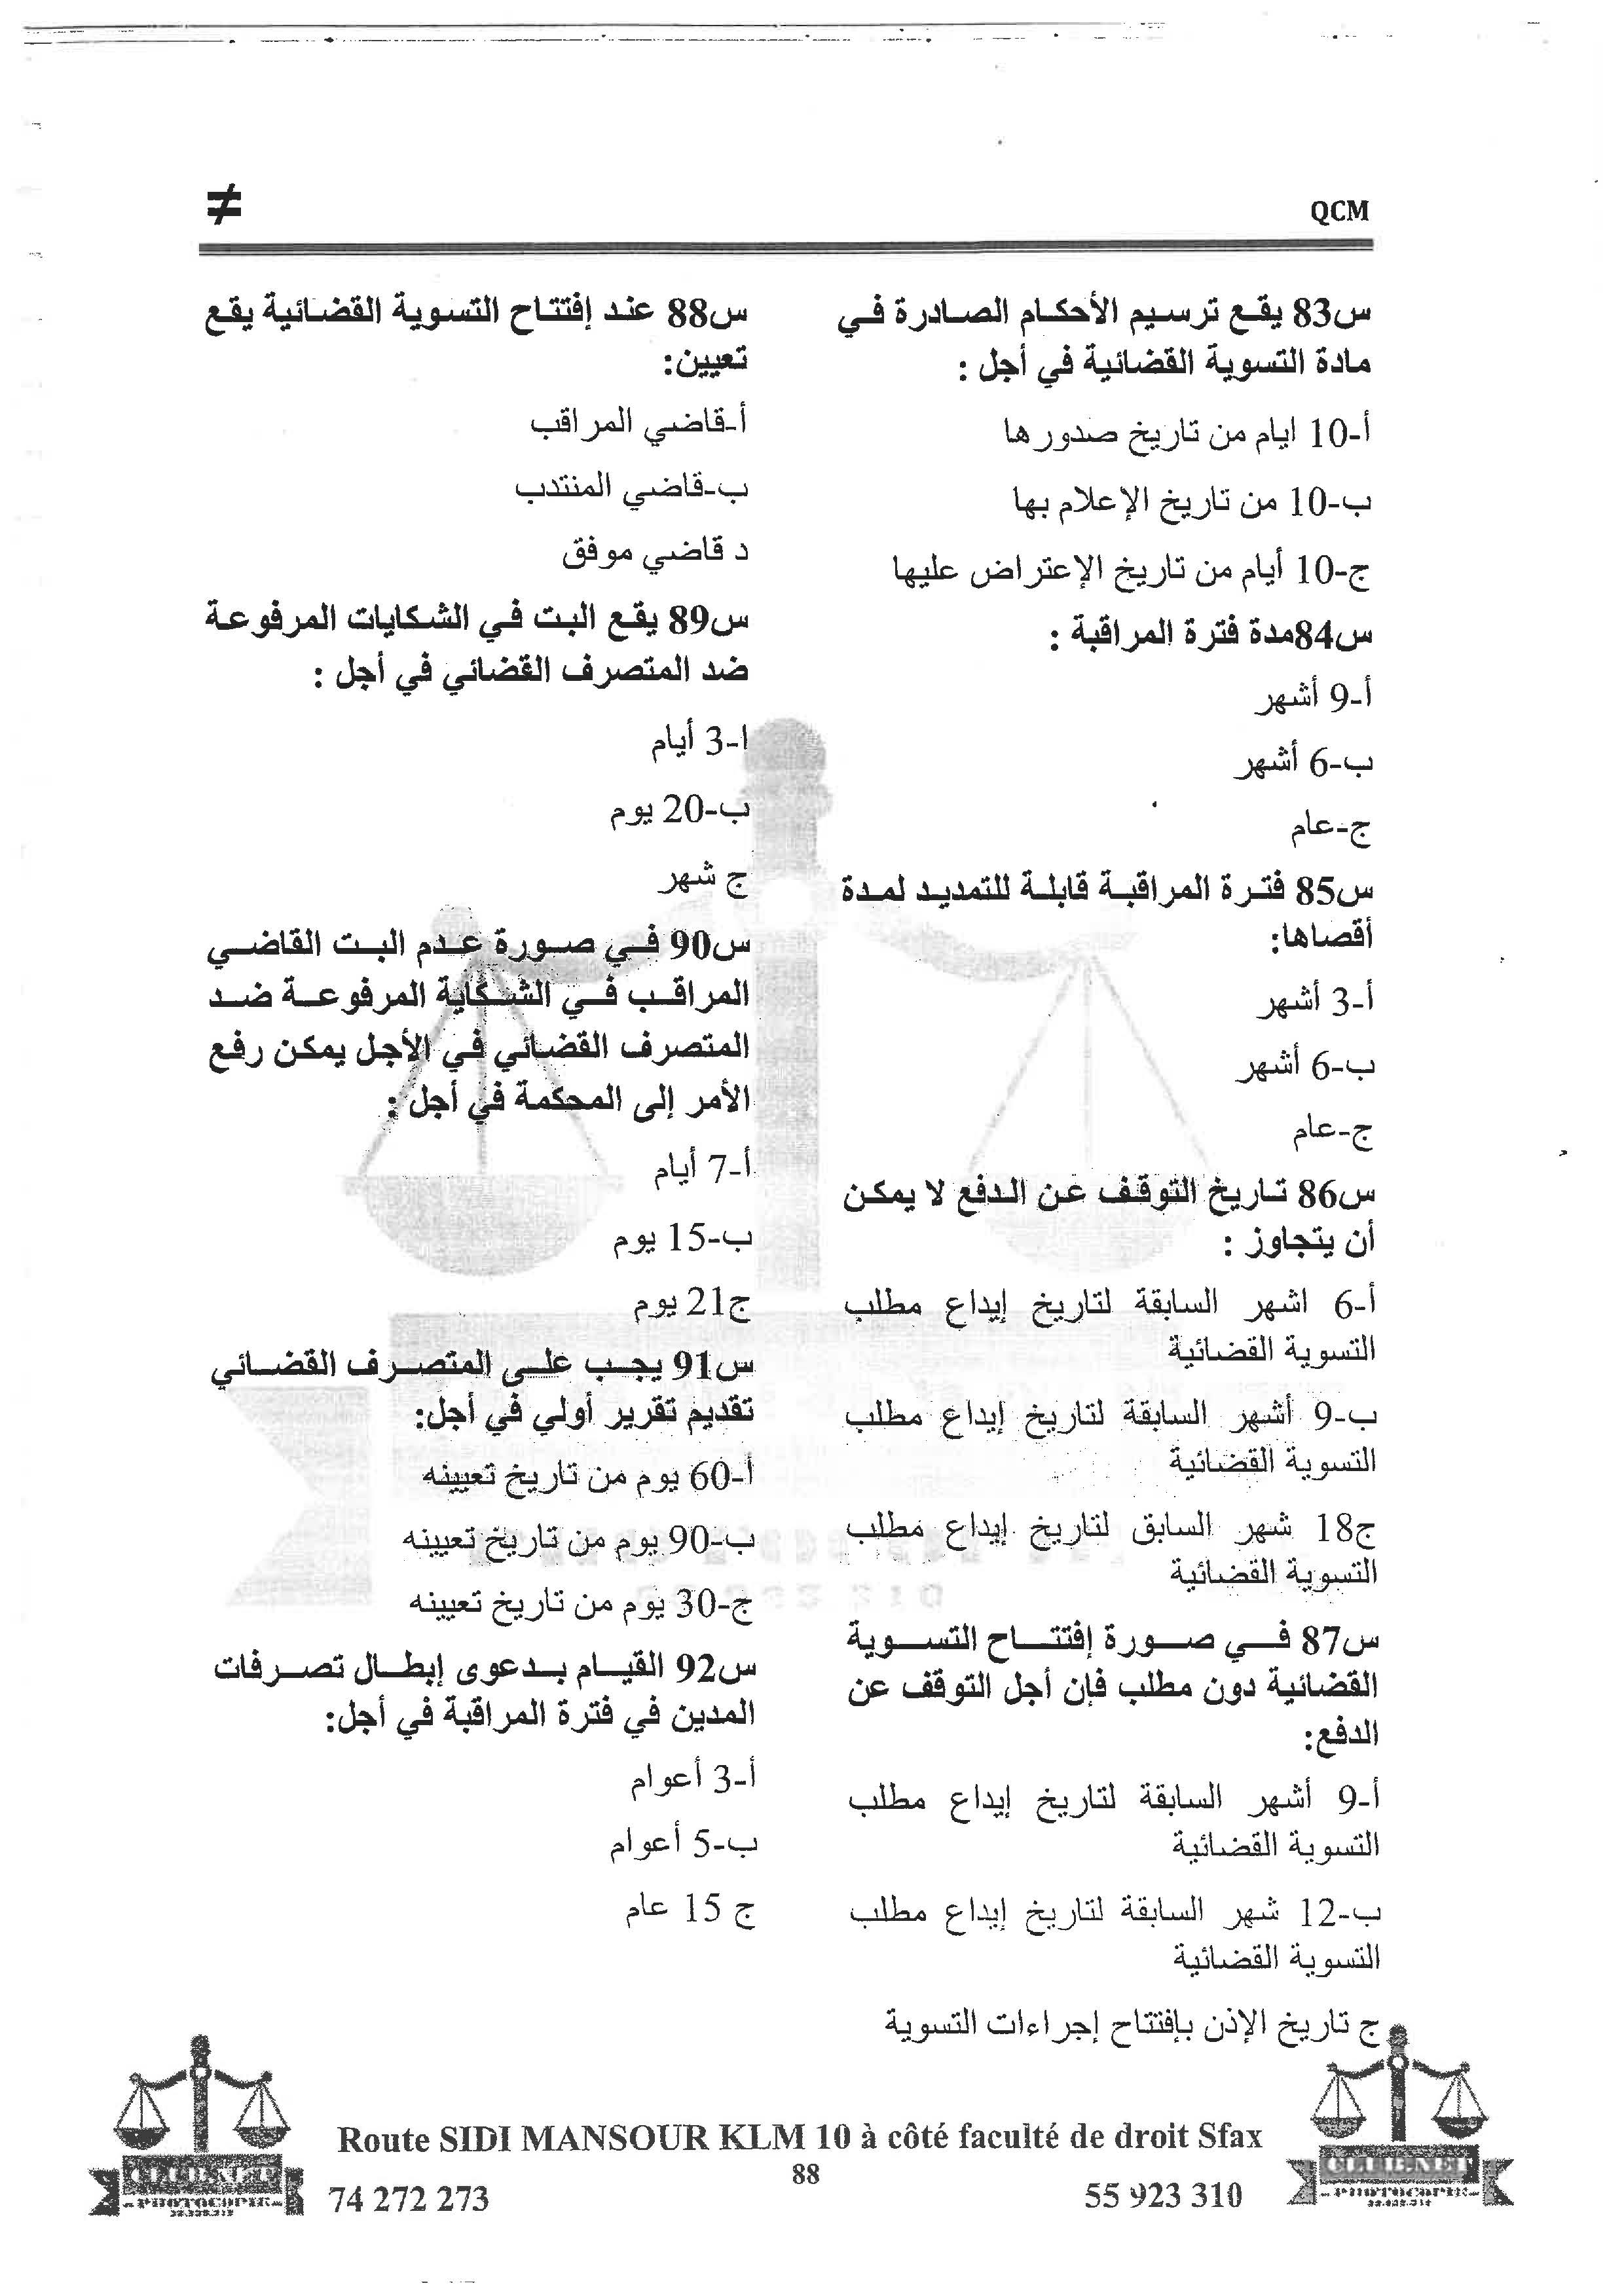 QCM
≠
س83 يقع ترسيم الأحكام الصادرة في
مادة التسوية القضائية في أجل :
أ-10 ايام من تاريخ صدورها
ب-10 من تاريخ الإعلام بها
ج-10 أيام من تاريخ الإعتراض عليها
س84مدة فترة المراقبة :
أ-9 أشهر
ب-6 أشهر
ج-عام
س85 فترة المراقبة قابلة للتمديد لمدة
أقصاها:
أ-3 أشهر
ب-6 أشهر
ج-عام
س86 تاريخ التوقف عن الدفع لا يمكن
أن يتجاوز :
أ-6 اشهر السابقة لتاريخ إيداع مطلب
التسوية القضائية
ب-9 أشهر السابقة لتاريخ إيداع مطلب
التسوية القضائية
ج18 شهر السابق لتاريخ إيداع مطلب
التسوية القضائية
س87 في صورة إفتتاح التسوية
القضائية دون مطلب فإن أجل التوقف عن
الدفع:
أ-9 أشهر السابقة لتاريخ إيداع مطلب
التسوية القضائية
ب-12 شهر السابقة لتاريخ إيداع مطلب
التسوية القضائية
ج تاريخ الإذن بإفتتاح إجراءات التسوية
س88 عند إفتتاح التسوية القضائية يقع
تعيين:
أ-قاضي المراقب
ب-قاضي المنتدب
د قاضي موفق
س89 يقع البت في الشكايات المرفوعة
ضد المتصرف القضائي في أجل :
ا-3 أيام
ب-20 يوم
ج شهر
س90 في صورة عدم البت القاضي
المراقب في الشكاية المرفوعة ضد
المتصرف القضائي في الأجل يمكن رفع
الأمر إلى المحكمة في أجل :
أ-7 أيام
ب-15 يوم
ج21 يوم
س91 يجب على المتصرف القضائي
تقديم تقرير أولي في أجل:
أ-60 يوم من تاريخ تعيينه
ب-90 يوم من تاريخ تعيينه
ج-30 يوم من تاريخ تعيينه
س92 القيام بدعوى إبطال تصرفات
المدين في فترة المراقبة في أجل:
أ-3 أعوام
ب-5 أعوام
ج 15 عام
Route SIDI MANSOUR KLM 10 à côté faculté de droit Sfax
88
74 272 273
55 923 310